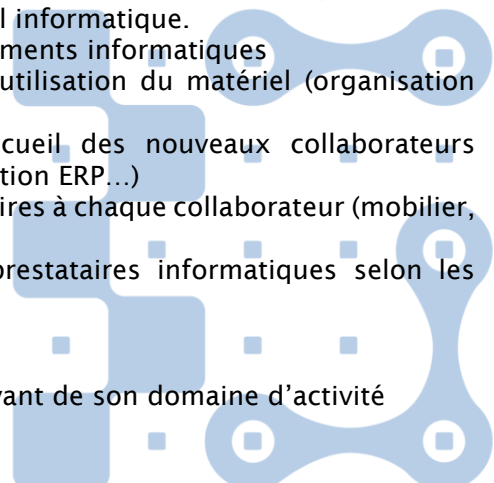 l informatique.
ments informatiques
utilisation du matériel (organisation
cueil des nouveaux collaborateurs
tion ERP…)
ires à chaque collaborateur (mobilier,
prestataires informatiques selon les
vant de son domaine d’activité